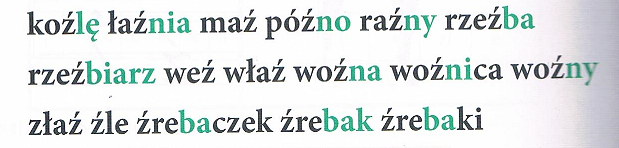 koźlę łaźnia maź późno raźny rzeźba
rzeźbiarz weź właź woźna woźnica woźny
złaź źle źrebaczek źrebak źrebaki